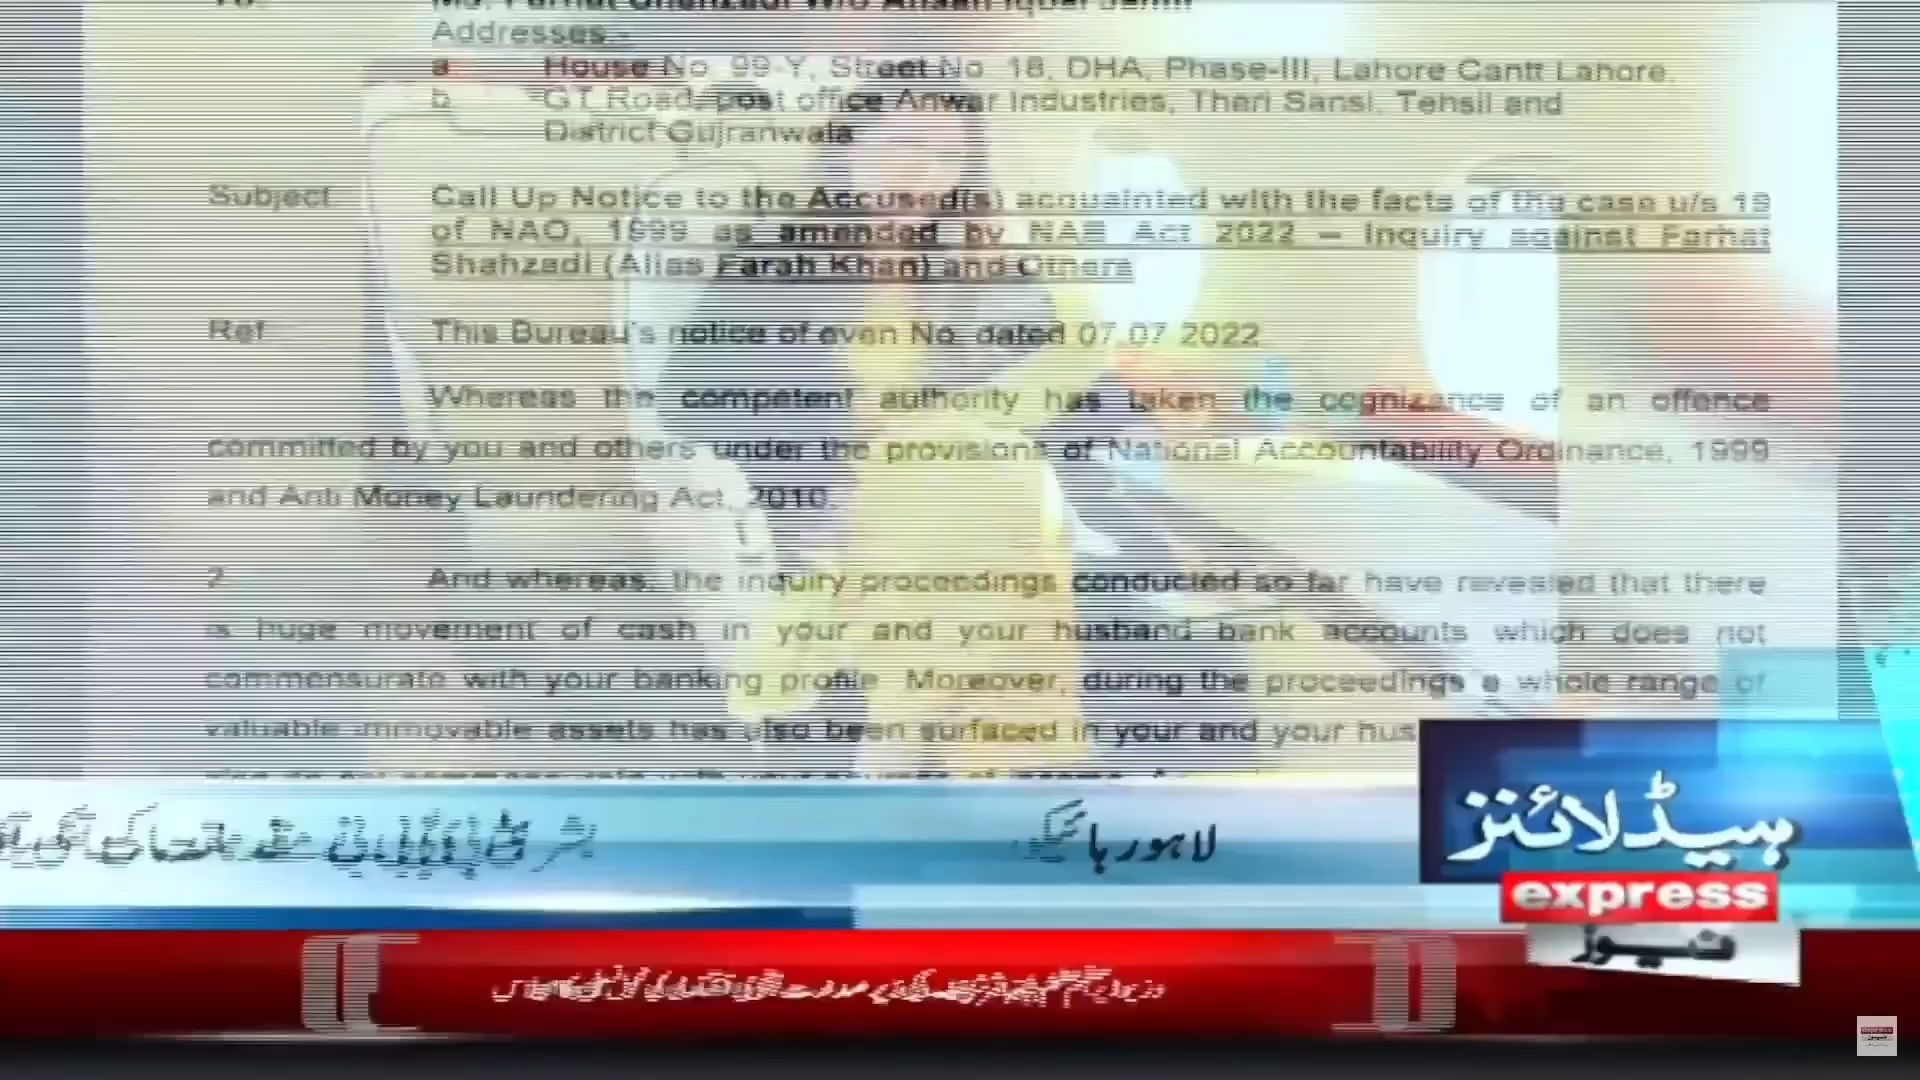 To:
Ms. Farhat Shahzadi W/o Ahsan Iqbal Jamil
Addresses:-
a. House No. 99-Y, Street No. 18, DHA, Phase-III, Lahore Cantt Lahore.
b. GT Road, post office Anwar Industries, Theri Sansi, Tehsil and
District Gujranwala
Subject: Call Up Notice to the Accused(s) acquainted with the facts of the case u/s 19
of NAO, 1999 as amended by NAB Act 2022 – Inquiry against Farhat
Shahzadi (Alias Farah Khan) and Others
Ref: This Bureau's notice of even No. dated 07.07.2022
Whereas the competent authority has taken the cognizance of an offence
committed by you and others under the provisions of National Accountability Ordinance, 1999
and Anti Money Laundering Act, 2010.
2. And whereas, the inquiry proceedings conducted so far have revealed that there
is huge movement of cash in your and your husband bank accounts which does not
commensurate with your banking profile. Moreover, during the proceedings a whole range of
valuable immovable assets has also been surfaced in your and your hus
لاہور ہائیکو
ہیڈلائنز
express
نیوز